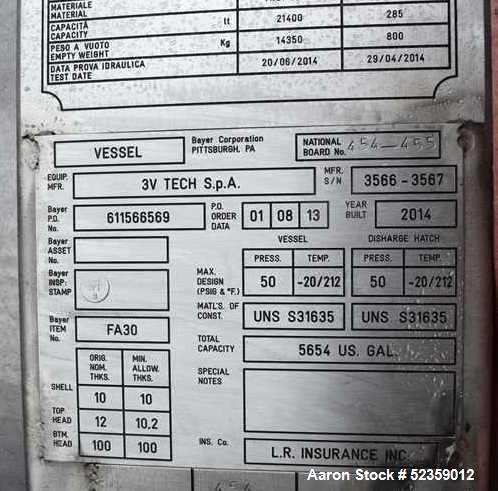 MATERIALE
MATERIAL
CAPACITÀ
CAPACITY
lt 21400 285
PESO A VUOTO
EMPTY WEIGHT
Kg 14350 800
DATA PROVA IDRAULICA
TEST DATE
20/06/2014 29/04/2014
VESSEL
Bayer Corporation
PITTSBURGH, PA
NATIONAL
BOARD No. 454-455
EQUIP.
MFR.
3V TECH S.p.A.
MFR.
S/N
3566-3567
Bayer
P.O.
No.
611566569
P.O.
ORDER
DATA
01 08 13
YEAR
BUILT
2014
Bayer
ASSET
No.
VESSEL DISHARGE HATCH
PRESS. TEMP. PRESS. TEMP.
Bayer
INSP:
STAMP
MAX.
DESIGN
(PSIG & °F.)
50 -20/212 50 -20/212
Bayer
ITEM
No.
FA30
MATL'S. OF
CONST.
UNS S31635 UNS S31635
TOTAL
CAPACITY
5654 US. GAL.
ORIG.
NOM.
THKS.
MIN.
ALLOW.
THKS.
SHELL 10 10
TOP
HEAD
12 10.2
BTM.
HEAD
100 100
SPECIAL
NOTES
INS. Co. L.R. INSURANCE INC.
454
Aaron Stock # 52359012